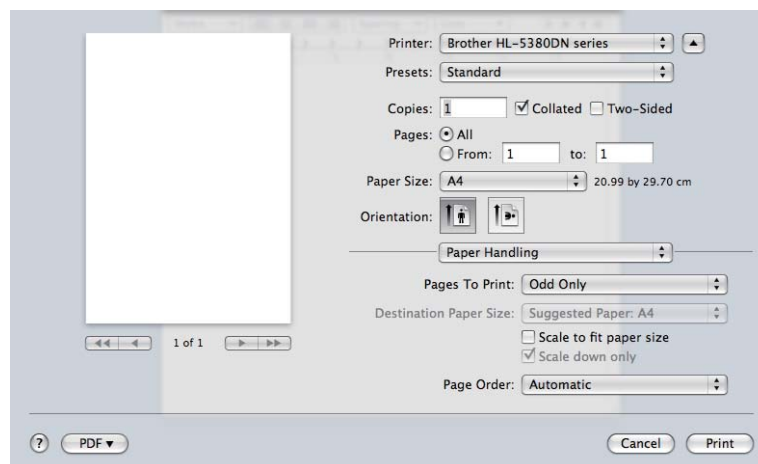 Printer: Brother HL-5380DN series
Presets: Standard
Copies: 1 Collated Two-Sided
Pages: All
From: 1 to: 1
Paper Size: A4 20.99 by 29.70 cm
Orientation:
Paper Handling
Pages To Print: Odd Only
Destination Paper Size: Suggested Paper: A4
Scale to fit paper size
1 of 1
Scale down only
Page Order: Automatic
? PDF Cancel Print